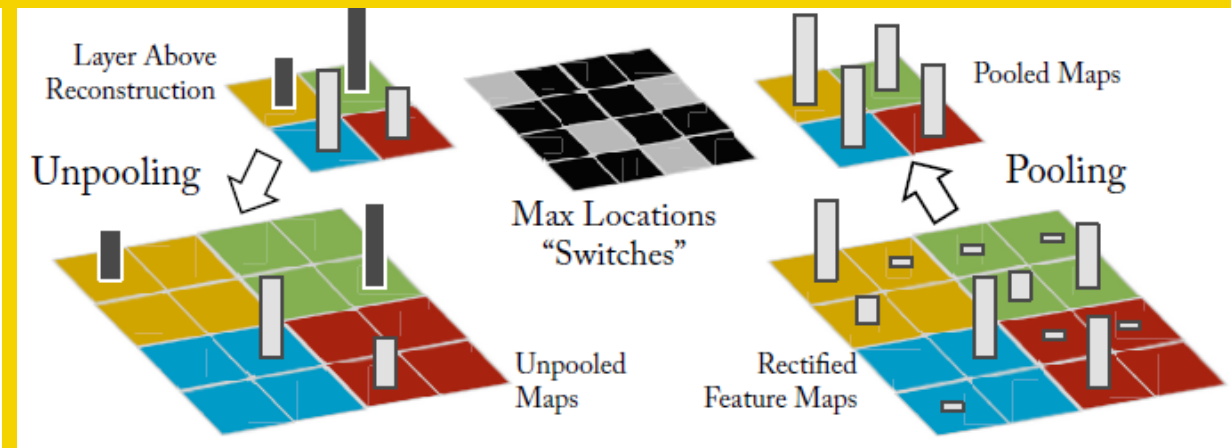 Layer Above
Reconstruction
Unpooling
Max Locations
“Switches”
Pooled Maps
Pooling
Unpooled
Maps
Rectified
Feature Maps